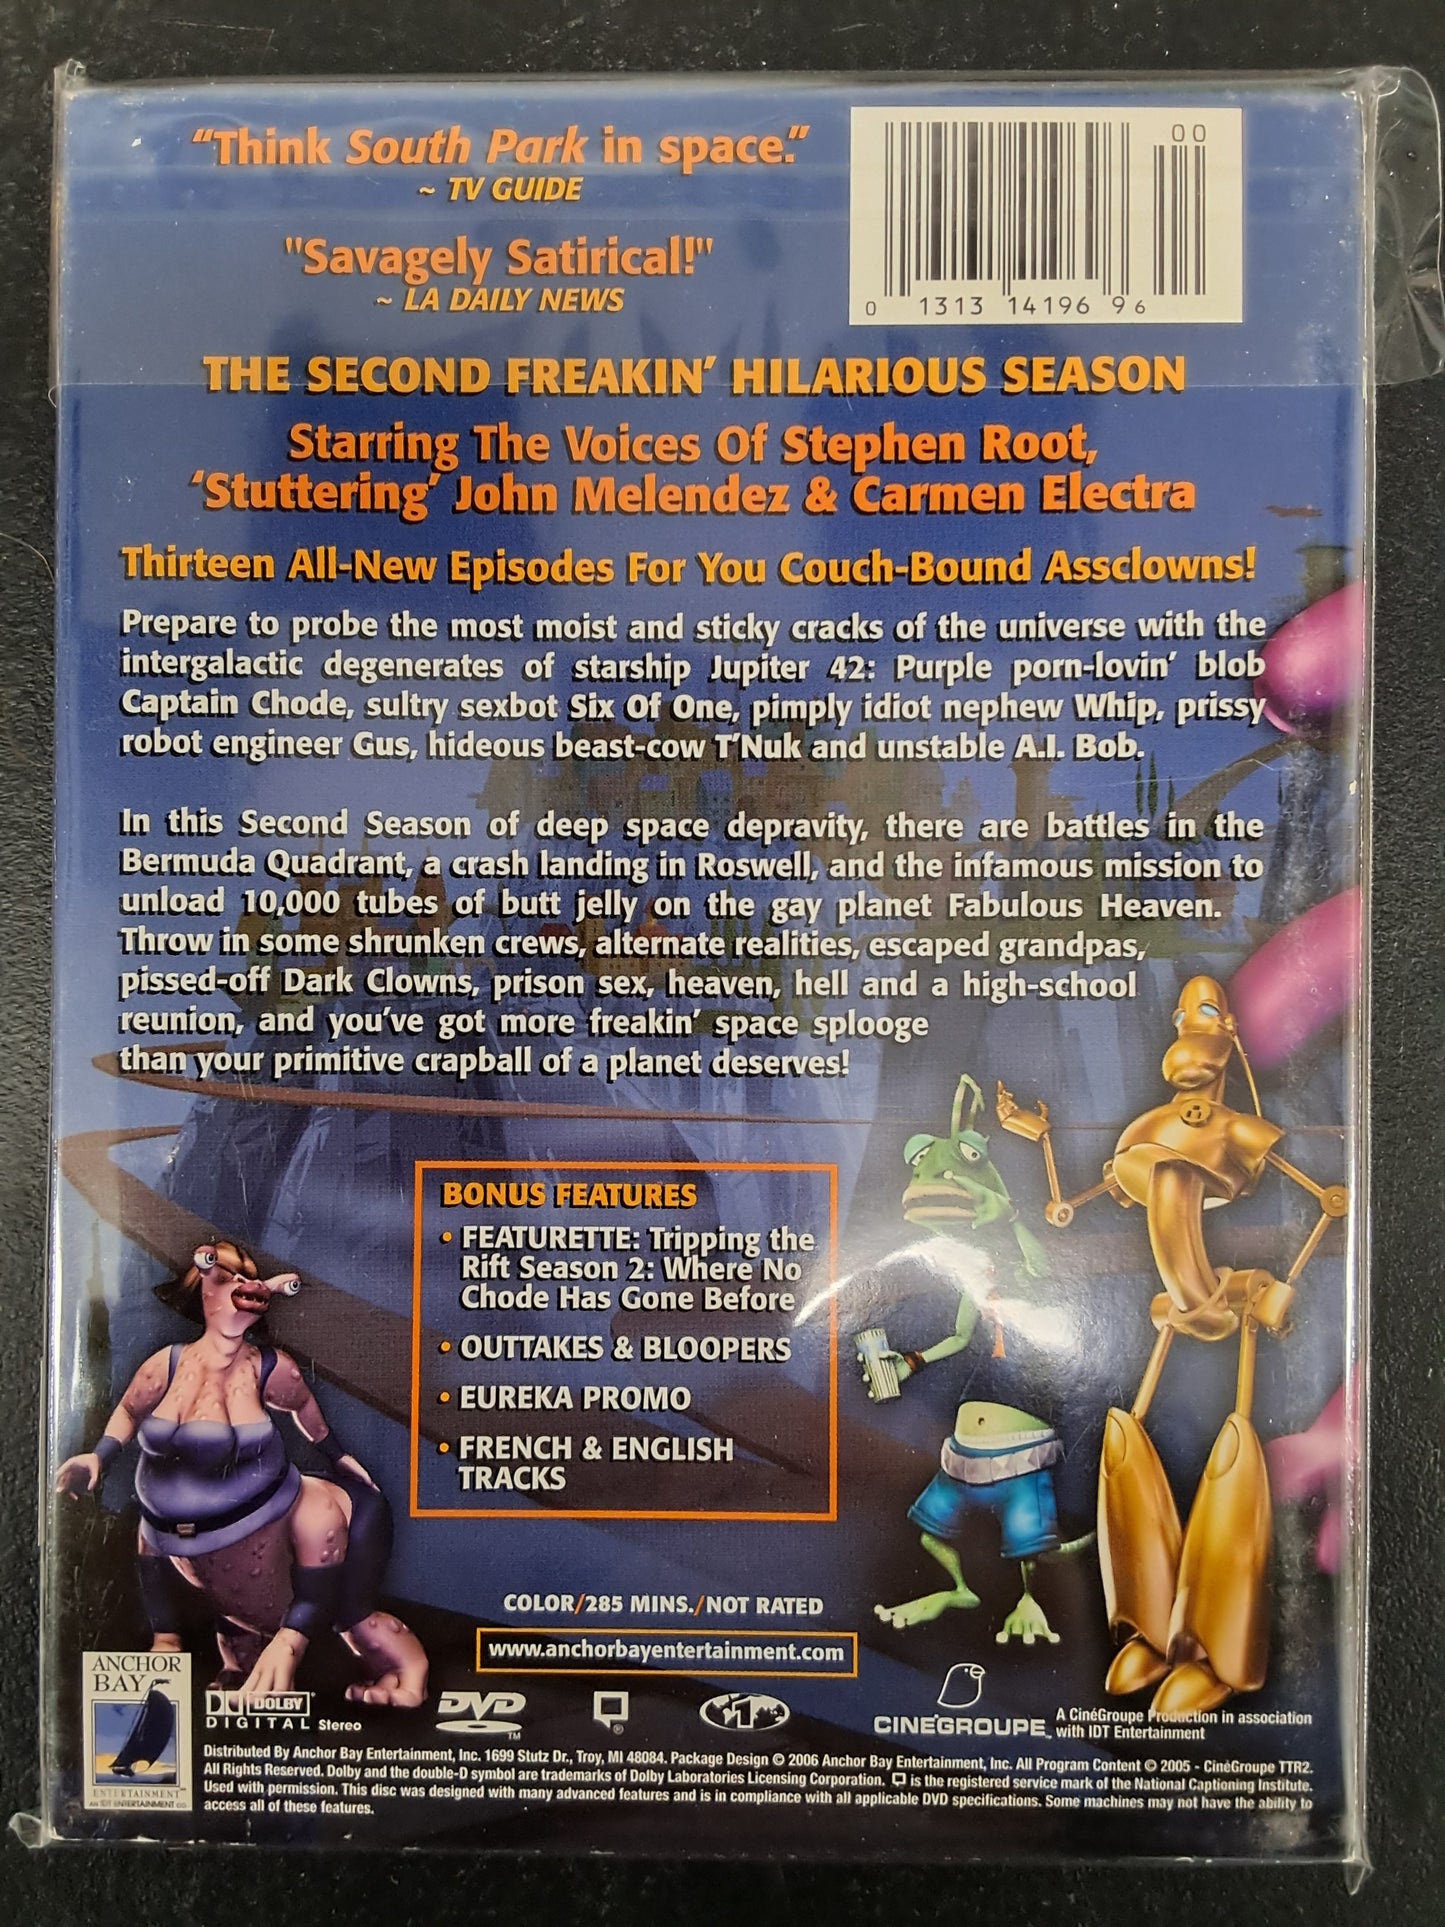 “Think South Park in space.”
~ TV GUIDE
"Savagely Satirical!"
~ LA DAILY NEWS
00
0 1313 14196 9 6
THE SECOND FREAKIN’ HILARIOUS SEASON
Starring The Voices Of Stephen Root,
‘Stuttering’ John Melendez & Carmen Electra
Thirteen All-New Episodes For You Couch-Bound Assclowns!
Prepare to probe the most moist and sticky cracks of the universe with the
intergalactic degenerates of starship Jupiter 42: Purple porn-lovin’ blob
Captain Chode, sultry sexbot Six Of One, pimply idiot nephew Whip, prissy
robot engineer Gus, hideous beast-cow T’Nuk and unstable A.I. Bob.
In this Second Season of deep space depravity, there are battles in the
Bermuda Quadrant, a crash landing in Roswell, and the infamous mission to
unload 10,000 tubes of butt jelly on the gay planet Fabulous Heaven.
Throw in some shrunken crews, alternate realities, escaped grandpas,
pissed-off Dark Clowns, prison sex, heaven, hell and a high-school
reunion, and you’ve got more freakin’ space splooge
than your primitive crapball of a planet deserves!
BONUS FEATURES
• FEATURETTE: Tripping the
Rift Season 2: Where No
Chode Has Gone Before
• OUTTAKES & BLOOPERS
• EUREKA PROMO
• FRENCH & ENGLISH
TRACKS
COLOR/285 MINS./NOT RATED
www.anchorbayentertainment.com
ANCHOR
BAY
ENTERTAINMENT
AN IDT ENTERTAINMENT CO.
DOLBY
DIGITAL Stereo
DVD
™
1
CINÉGROUPE
A CinéGroupe Production in association
with IDT Entertainment
Distributed By Anchor Bay Entertainment, Inc. 1699 Stutz Dr., Troy, MI 48084. Package Design © 2006 Anchor Bay Entertainment, Inc. All Program Content © 2005 - CinéGroupe TTR2.
All Rights Reserved. Dolby and the double-D symbol are trademarks of Dolby Laboratories Licensing Corporation. is the registered service mark of the National Captioning Institute.
Used with permission. This disc was designed with many advanced features and is in compliance with all applicable DVD specifications. Some machines may not have the ability to
access all of these features.